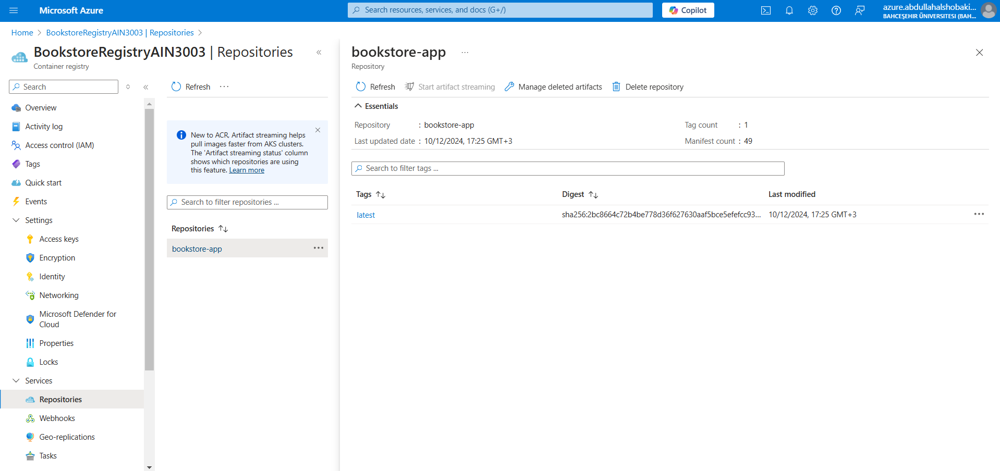 Microsoft Azure
Search resources, services, and docs (G+/)
Copilot
azure.abdullahalshobaki...
BAHCEŞEHIR ÜNIVERSITESI (BAH...
Home > BookstoreRegistryAIN3003 | Repositories >
BookstoreRegistryAIN3003 | Repositories
Container registry
Search
Overview
Activity log
Access control (IAM)
Tags
Quick start
Events
Settings
Access keys
Encryption
Identity
Networking
Microsoft Defender for
Cloud
Properties
Locks
Services
Repositories
Webhooks
Geo-replications
Tasks
Refresh
New to ACR, Artifact streaming helps
pull images faster from AKS clusters.
The 'Artifact streaming status' column
shows which repositories are using
this feature. Learn more
Search to filter repositories ...
Repositories
bookstore-app
bookstore-app
Repository
Refresh Start artifact streaming Manage deleted artifacts Delete repository
Essentials
Repository : bookstore-app Tag count : 1
Last updated date : 10/12/2024, 17:25 GMT+3 Manifest count : 49
Search to filter tags ...
Tags Digest Last modified
latest sha256:2bc8664c72b4be778d36f627630aaf5bce5efefcc93... 10/12/2024, 17:25 GMT+3